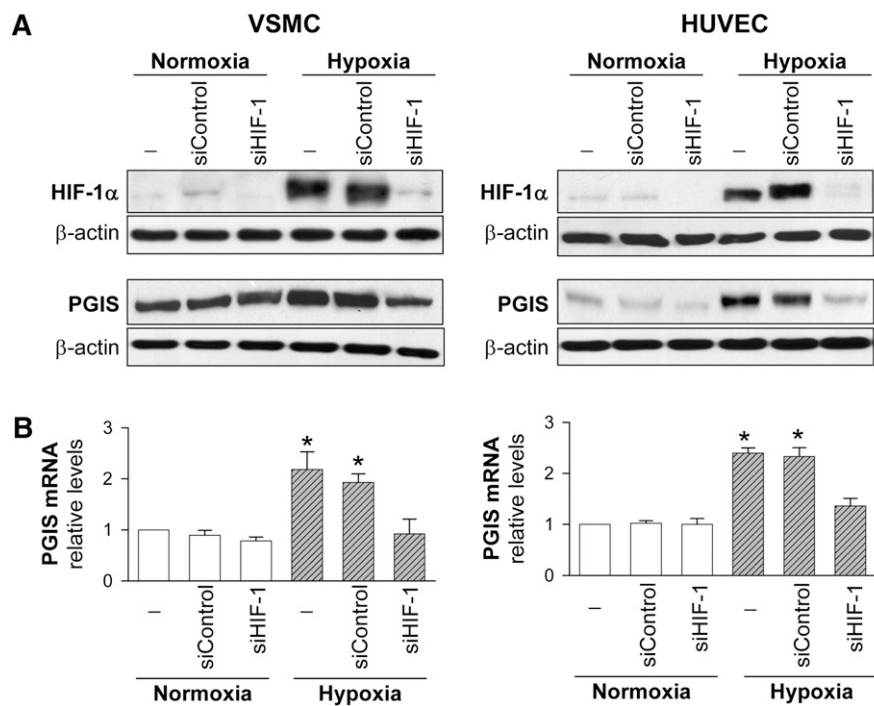 A
VSMC
HUVEC
Normoxia Hypoxia
Normoxia Hypoxia
– siControl siHIF-1 – siControl siHIF-1
– siControl siHIF-1 – siControl siHIF-1
HIF-1α
HIF-1α
β-actin
β-actin
PGIS
PGIS
β-actin
β-actin
B
PGIS mRNA
relative levels
3
2
1
0
* *
– siControl siHIF-1 – siControl siHIF-1
Normoxia Hypoxia
PGIS mRNA
relative levels
3
2
1
0
* *
– siControl siHIF-1 – siControl siHIF-1
Normoxia Hypoxia